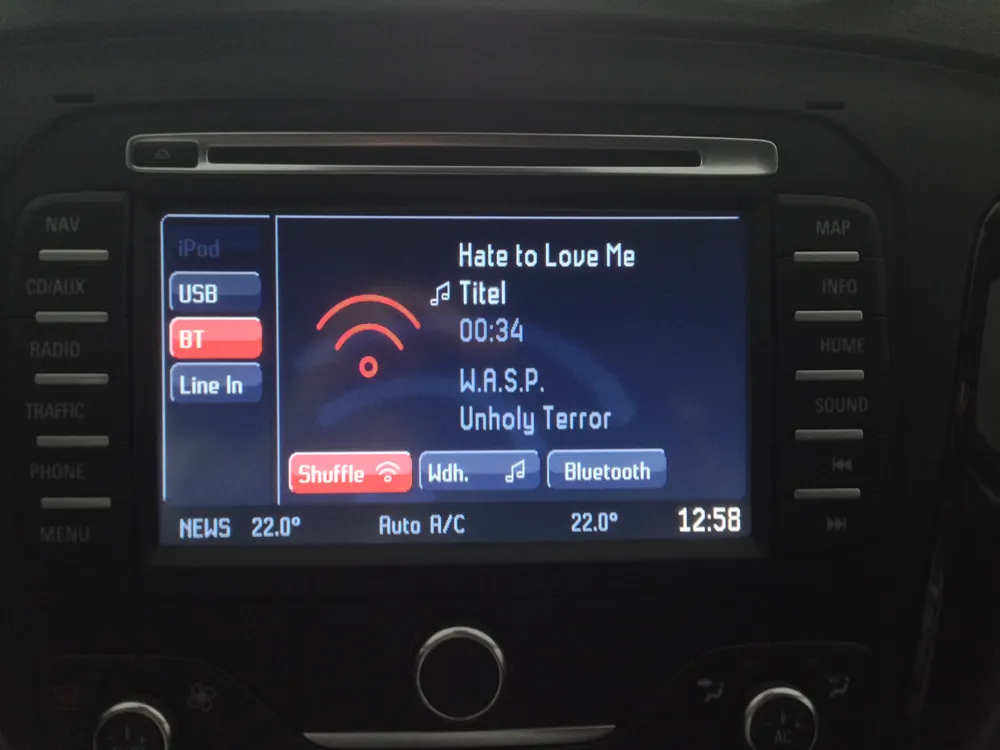 NAV
CD/AUX
RADIO
TRAFFIC
PHONE
MENU
iPod
USB
BT
Line In
Hate to Love Me
Titel
00:34
W.A.S.P.
Unholy Terror
Shuffle
Wdh.
Bluetooth
NEWS 22.0° Auto A/C 22.0° 12:58
MAP
INFO
HOME
SOUND
AC